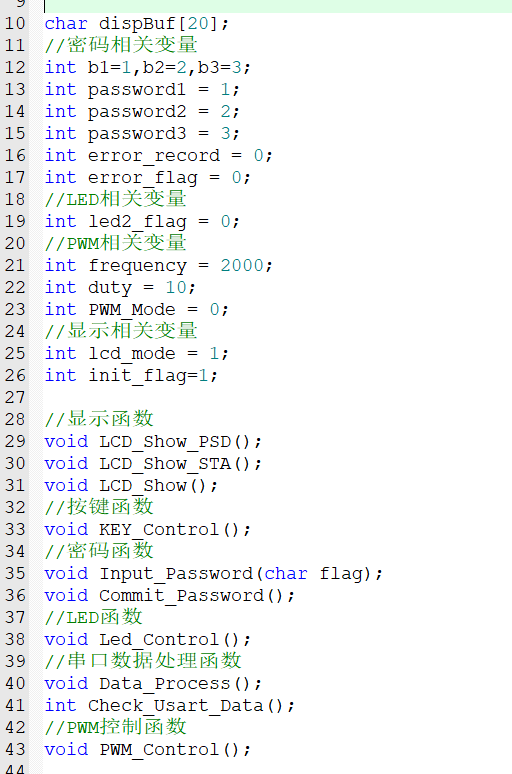 9
10 char dispBuf[20];
11 //密码相关变量
12 int b1=1,b2=2,b3=3;
13 int password1 = 1;
14 int password2 = 2;
15 int password3 = 3;
16 int error_record = 0;
17 int error_flag = 0;
18 //LED相关变量
19 int led2_flag = 0;
20 //PWM相关变量
21 int frequency = 2000;
22 int duty = 10;
23 int PWM_Mode = 0;
24 //显示相关变量
25 int lcd_mode = 1;
26 int init_flag=1;
27
28 //显示函数
29 void LCD_Show_PSD();
30 void LCD_Show_STA();
31 void LCD_Show();
32 //按键函数
33 void KEY_Control();
34 //密码函数
35 void Input_Password(char flag);
36 void Commit_Password();
37 //LED函数
38 void Led_Control();
39 //串口数据处理函数
40 void Data_Process();
41 int Check_Usart_Data();
42 //PWM控制函数
43 void PWM_Control();
44